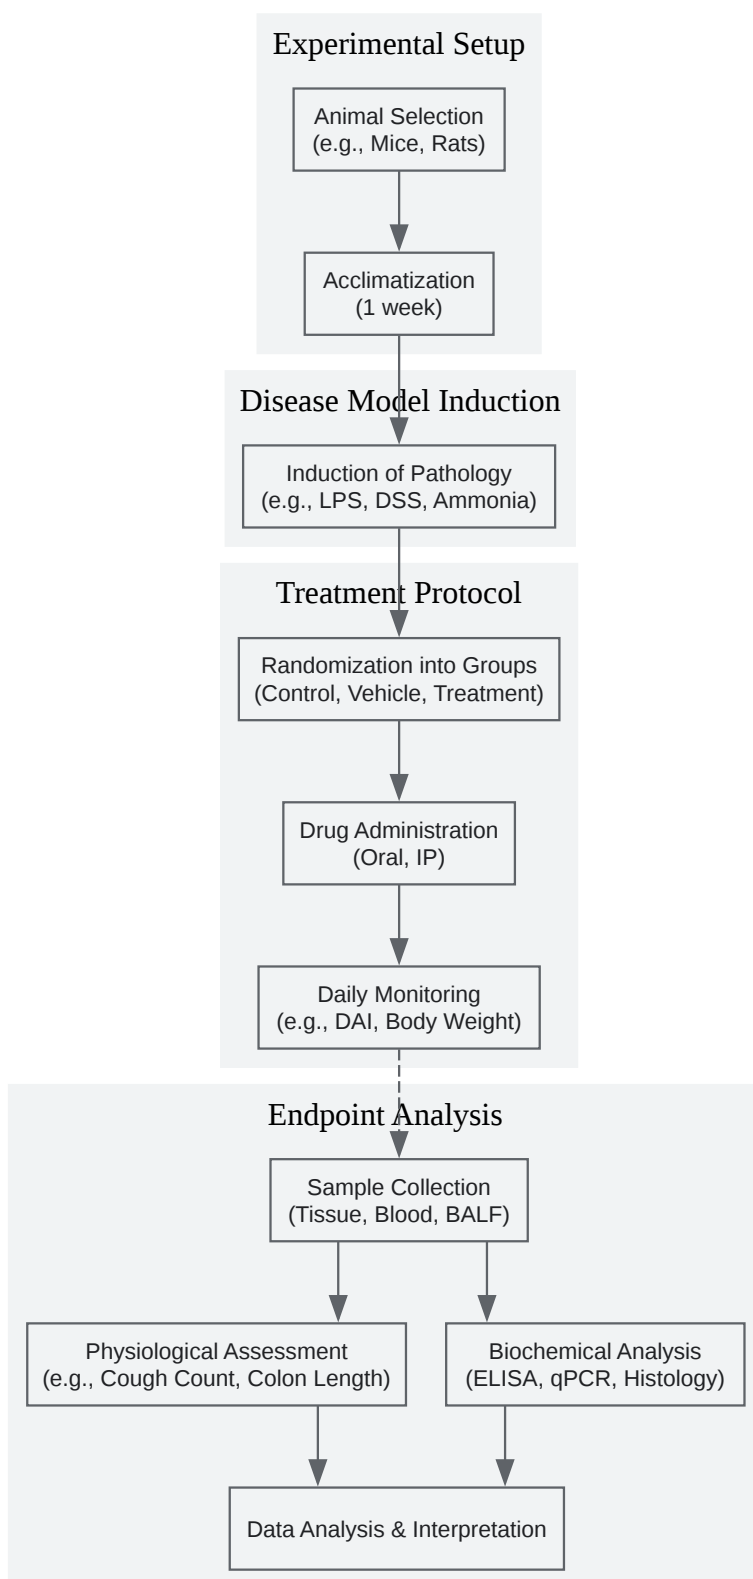 Experimental Setup
Animal Selection
(e.g., Mice, Rats)
Acclimatization
(1 week)
Disease Model Induction
Induction of Pathology
(e.g., LPS, DSS, Ammonia)
Treatment Protocol
Randomization into Groups
(Control, Vehicle, Treatment)
Drug Administration
(Oral, IP)
Daily Monitoring
(e.g., DAI, Body Weight)
Endpoint Analysis
Sample Collection
(Tissue, Blood, BALF)
Physiological Assessment
(e.g., Cough Count, Colon Length)
Biochemical Analysis
(ELISA, qPCR, Histology)
Data Analysis & Interpretation